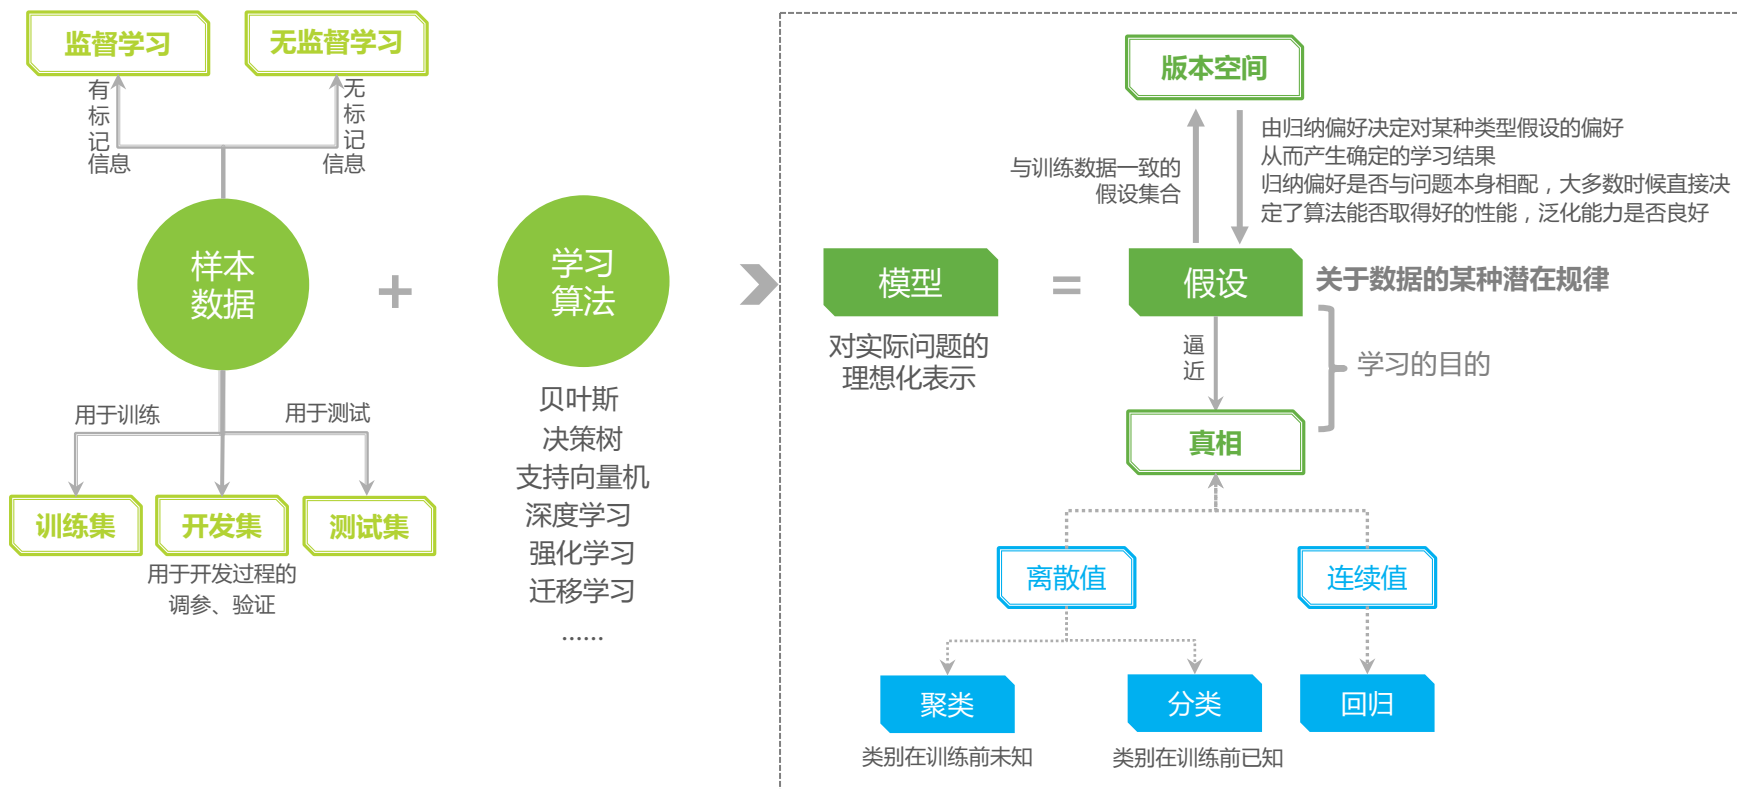 监督学习
无监督学习
有
标
记
信息
无
标
记
信息
样本
数据
+
学习
算法
用于训练
用于测试
训练集
开发集
测试集
用于开发过程的
调参、验证
贝叶斯
决策树
支持向量机
深度学习
强化学习
迁移学习
······
版本空间
与训练数据一致的
假设集合
由归纳偏好决定对某种类型假设的偏好
从而产生确定的学习结果
归纳偏好是否与问题本身相配，大多数时候直接决
定了算法能否取得好的性能，泛化能力是否良好
模型
=
假设
关于数据的某种潜在规律
对实际问题的
理想化表示
逼
近
学习的目的
真相
离散值
连续值
聚类
分类
回归
类别在训练前未知
类别在训练前已知